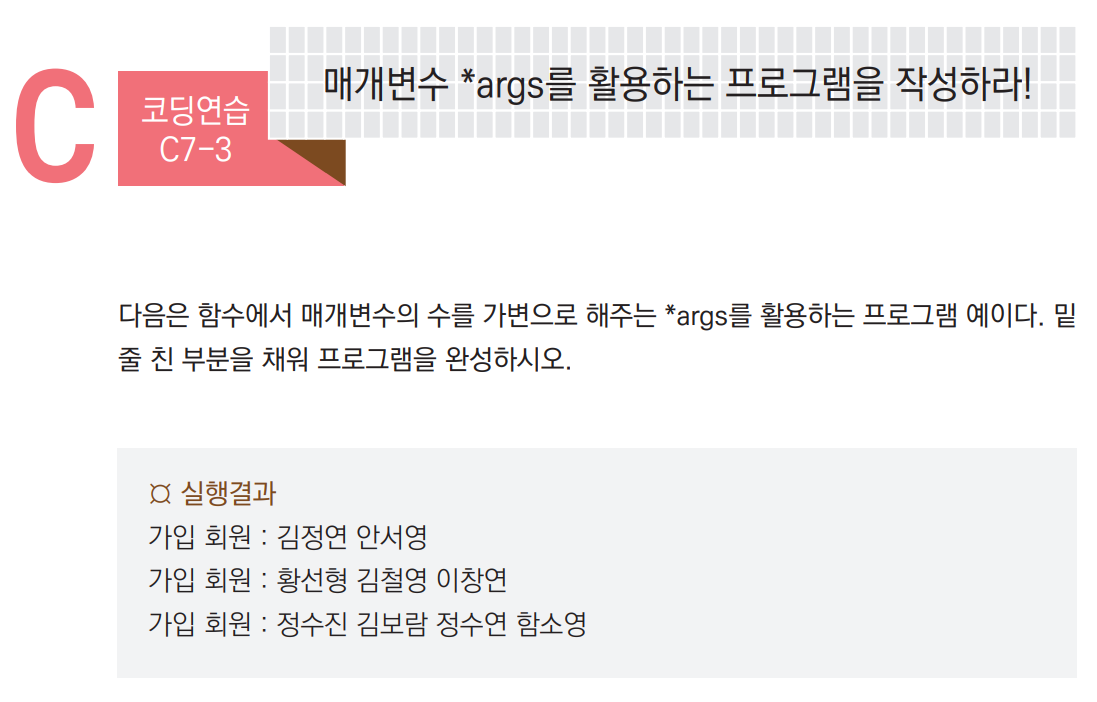 C
코딩연습
C7-3
매개변수 *args를 활용하는 프로그램을 작성하라!
다음은 함수에서 매개변수의 수를 가변으로 해주는 *args를 활용하는 프로그램 예이다. 밑
줄 친 부분을 채워 프로그램을 완성하시오.
¤ 실행결과
가입 회원 : 김정연 안서영
가입 회원 : 황선형 김철영 이창연
가입 회원 : 정수진 김보람 정수연 함소영